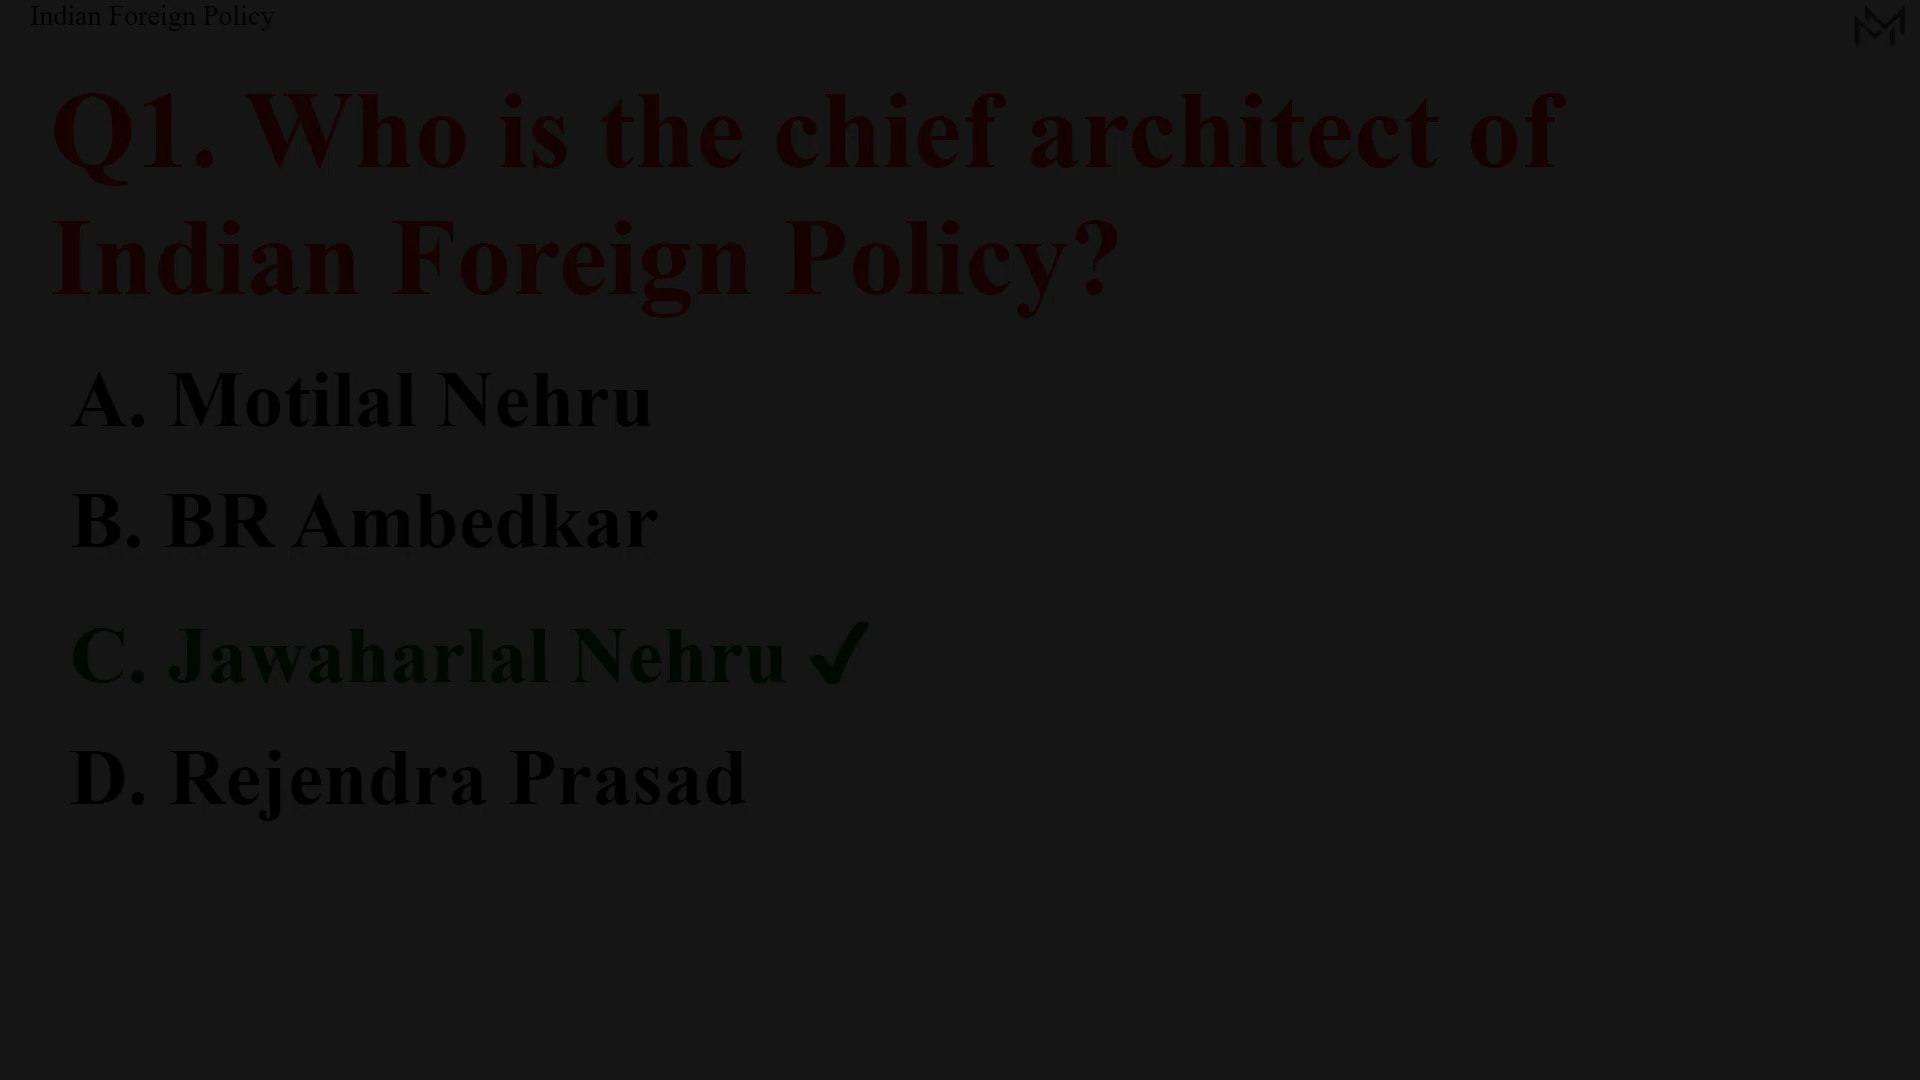 Indian Foreign Policy
Q1. Who is the chief architect of
Indian Foreign Policy?
A. Motilal Nehru
B. BR Ambedkar
C. Jawaharlal Nehru ✓
D. Rejendra Prasad